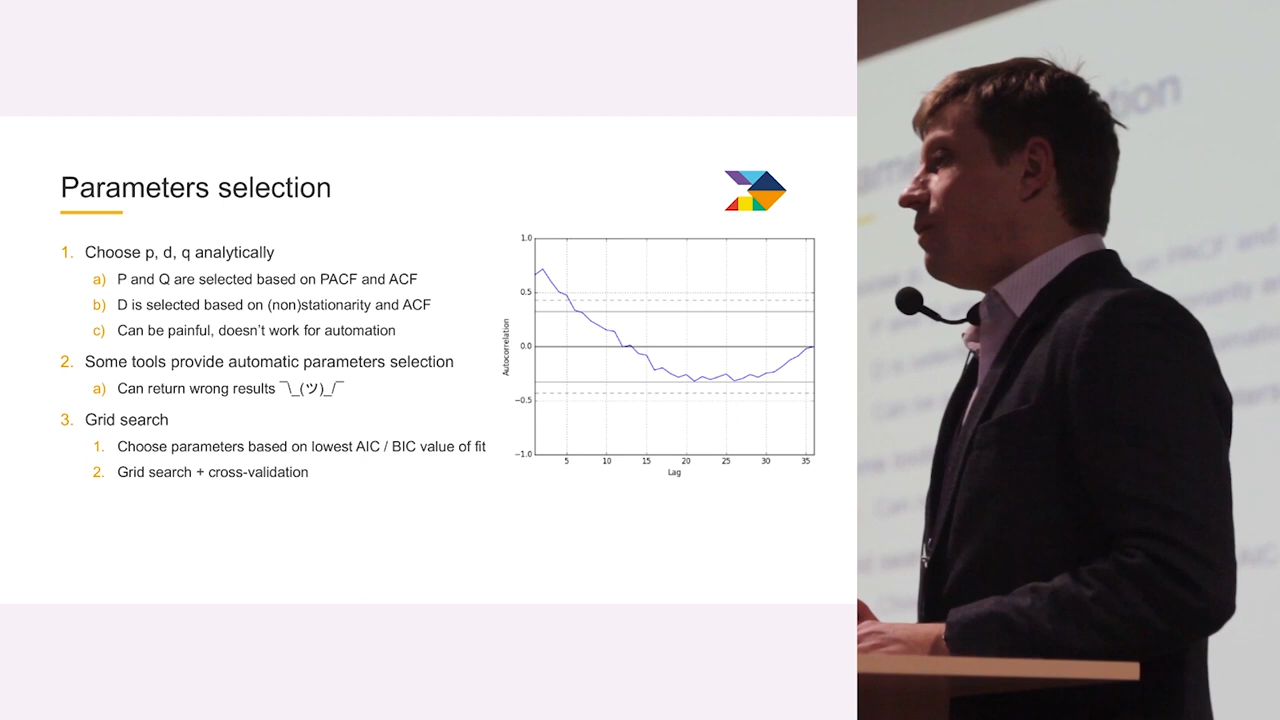 Parameters selection
1. Choose p, d, q analytically
a) P and Q are selected based on PACF and ACF
b) D is selected based on (non)stationarity and ACF
c) Can be painful, doesn't work for automation
2. Some tools provide automatic parameters selection
a) Can return wrong results ¯\_(ツ)_/¯
3. Grid search
1. Choose parameters based on lowest AIC / BIC value of fit
2. Grid search + cross-validation
1.0
0.5
0.0
−0.5
−1.0
Autocorrelation
5 10 15 20 25 30 35
Lag